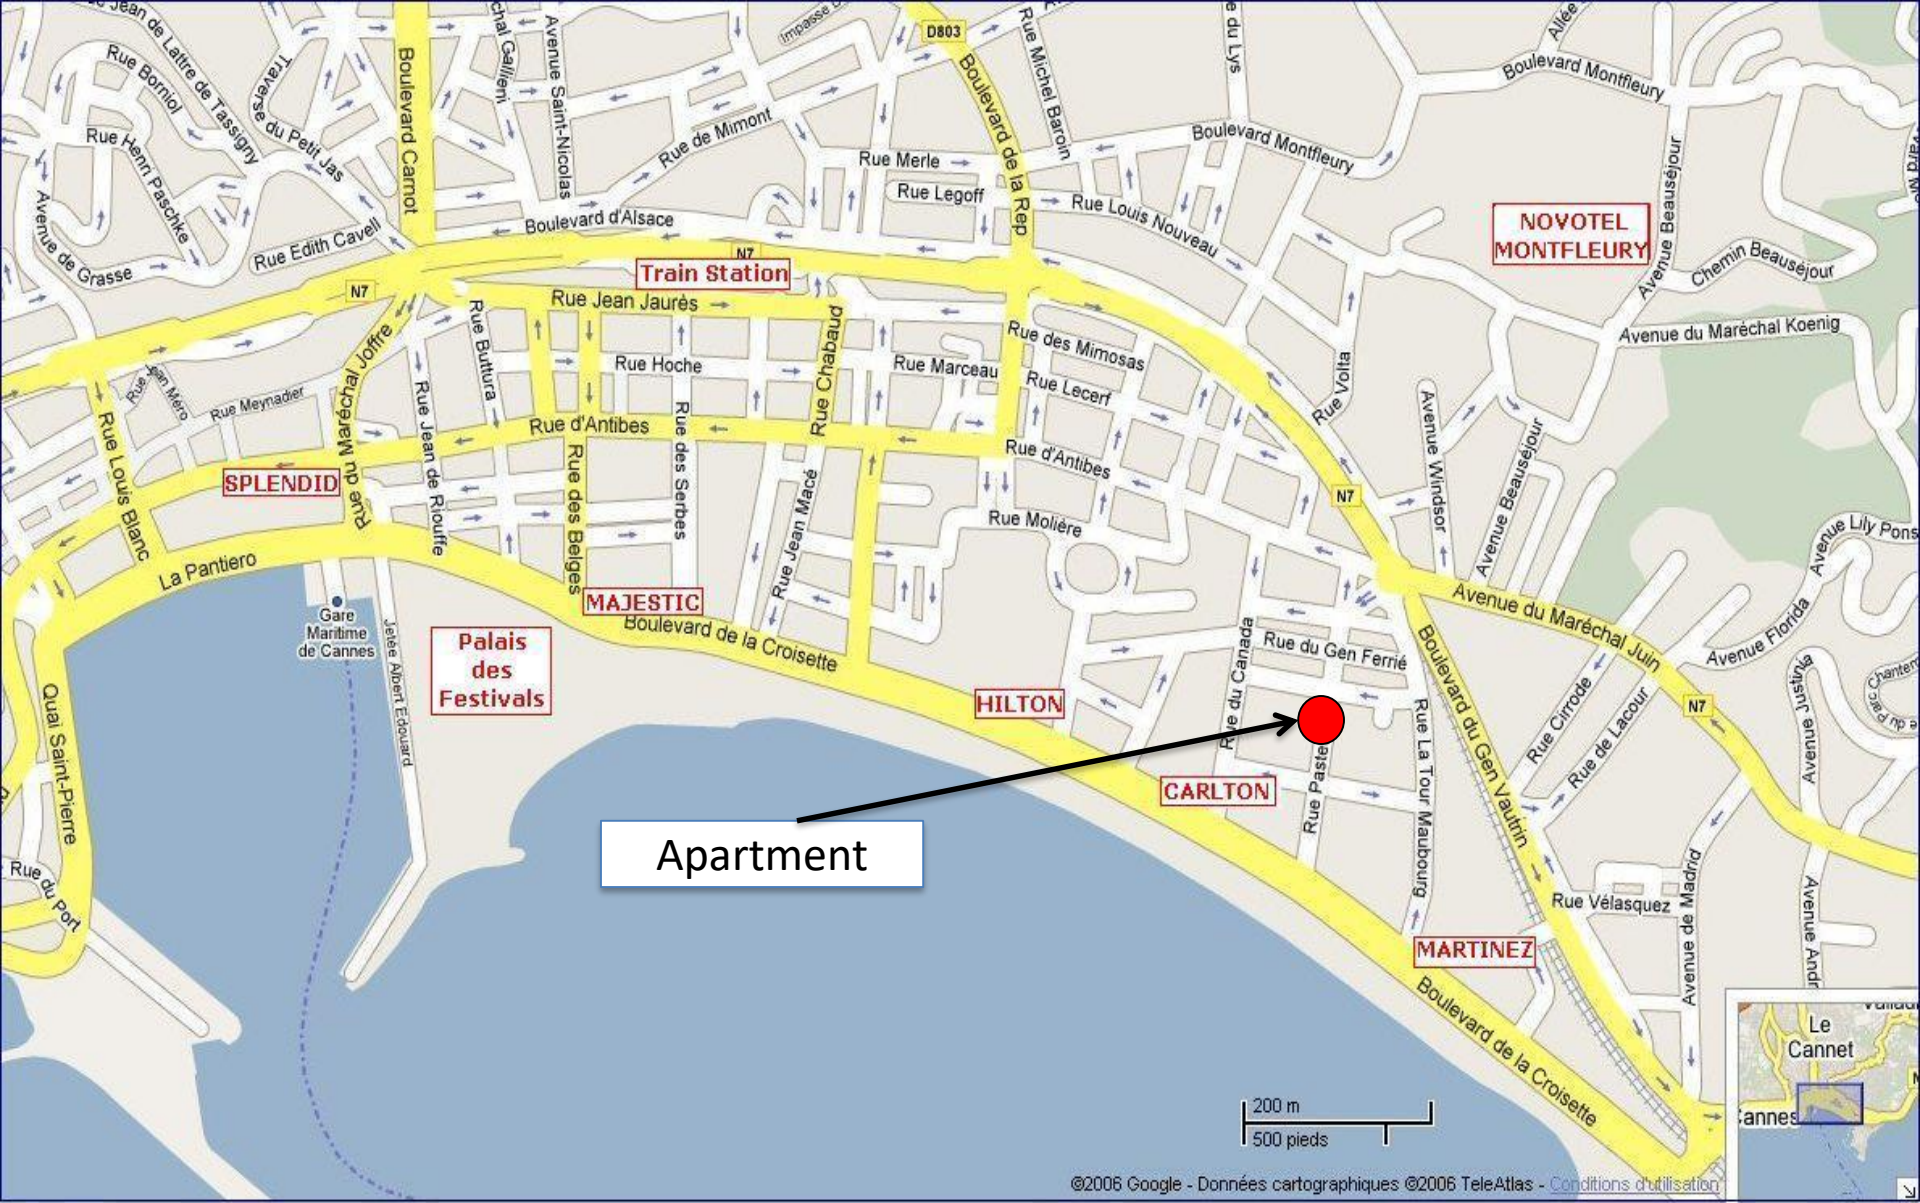 Jean de Lattre de Tassigny
Rue Borniol
Traverse du Petit Jas
Rue Henri Paschke
Avenue de Grasse
Rue Edith Cavell
Boulevard Carnot
Avenue Saint-Nicolas
Impasse
D803
Boulevard de la Rep
Rue Michel Baroin
e du Lys
Allée
Boulevard Montfleury
Boulevard Montfleury
Rue de Mimont
Rue Merle
Rue Legoff
Rue Louis Nouveau
Boulevard d'Alsace
N7
N7
Train Station
NOVOTEL
MONTFLEURY
Avenue Beauséjour
Chemin Beauséjour
Avenue du Maréchal Koenig
Rue Jean Jaurès
Rue Buttura
Rue Hoche
Rue Chabaud
Rue Marceau
Rue des Mimosas
Rue Lecerf
Rue Volta
Rue du Maréchal Joffre
Rue Jean Méro
Rue Meynadier
Rue Louis Blanc
Rue Jean de Riouffe
Rue d'Antibes
Rue d'Antibes
Rue des Belges
Rue des Serbes
Rue Jean Macé
Rue Molière
SPLENDID
N7
Avenue Windsor
Avenue Beauséjour
Avenue Lily Pons
La Pantiero
Gare
Maritime
de Cannes
Jetée Albert Edouard
Palais
des
Festivals
MAJESTIC
Boulevard de la Croisette
Rue du Canada
Rue du Gen Ferrié
Avenue du Maréchal Juin
Avenue Florida
Avenue Justinia
Boulevard du Gen Vautrin
Rue Cirrode
Rue de Lacour
N7
Quai Saint-Pierre
HILTON
CARLTON
Rue Paste
Rue La Tour Maubourg
Apartment
Rue du Port
Rue Vélasquez
Avenue de Madrid
Avenue Andr
MARTINEZ
Boulevard de la Croisette
Le
Cannet
Cannes
200 m
500 pieds
©2006 Google - Données cartographiques ©2006 TeleAtlas - Conditions d'utilisation